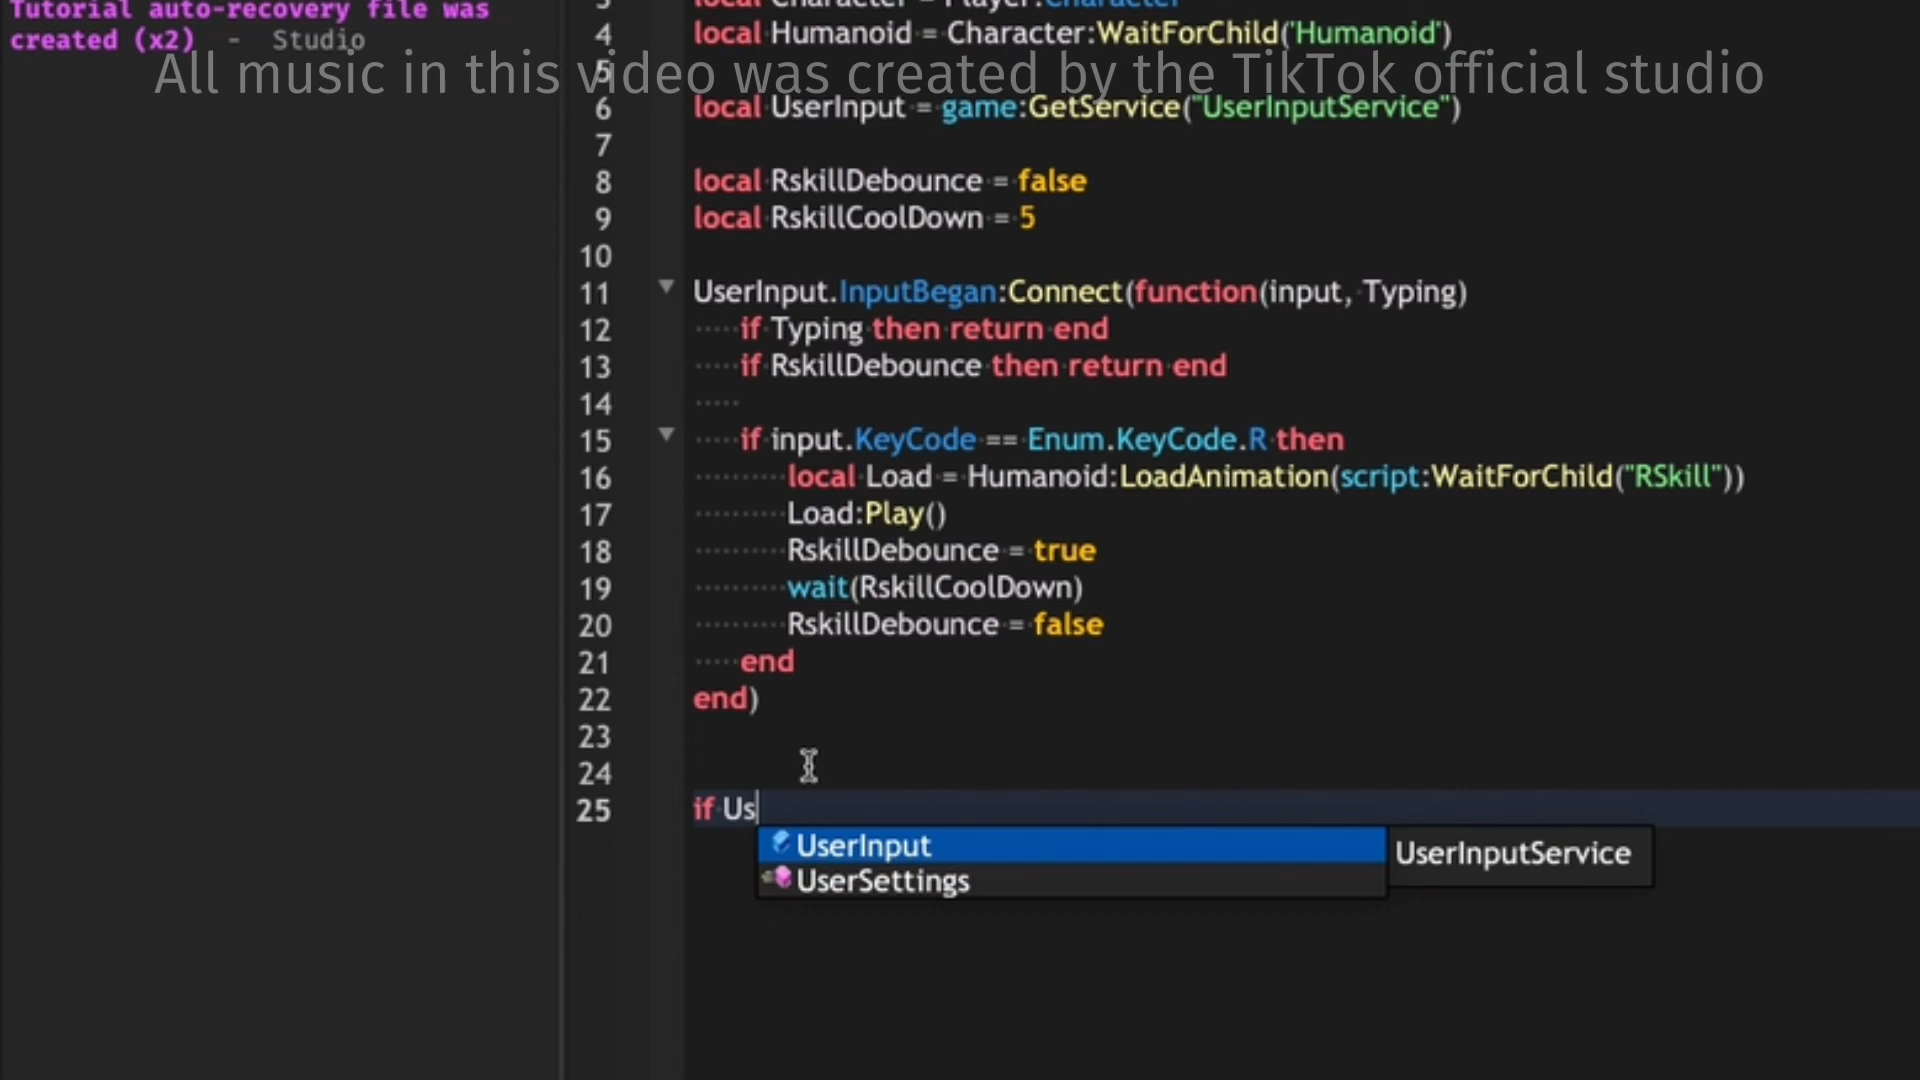 Tutorial auto-recovery file was
created (x2) - Studio
All music in this video was created by the TikTok official studio
3 local Character = Player.Character
4 local Humanoid = Character:WaitForChild('Humanoid')
5
6 local UserInput = game:GetService("UserInputService")
7
8 local RskillDebounce = false
9 local RskillCoolDown = 5
10
11 UserInput.InputBegan:Connect(function(input, Typing)
12 if Typing then return end
13 if RskillDebounce then return end
14
15 if input.KeyCode == Enum.KeyCode.R then
16 local Load = Humanoid:LoadAnimation(script:WaitForChild("RSkill"))
17 Load:Play()
18 RskillDebounce = true
19 wait(RskillCoolDown)
20 RskillDebounce = false
21 end
22 end)
23
24
25 if Us
UserInput
UserInputService
UserSettings